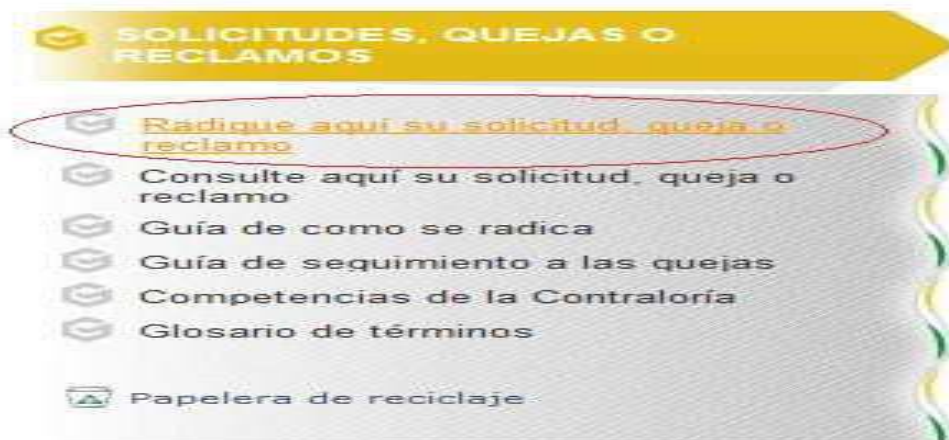 SOLICITUDES, QUEJAS O
RECLAMOS
Radique aquí su solicitud, queja o
reclamo
Consulte aquí su solicitud, queja o
reclamo
Guía de como se radica
Guía de seguimiento a las quejas
Competencias de la Contraloría
Glosario de términos
Papelera de reciclaje